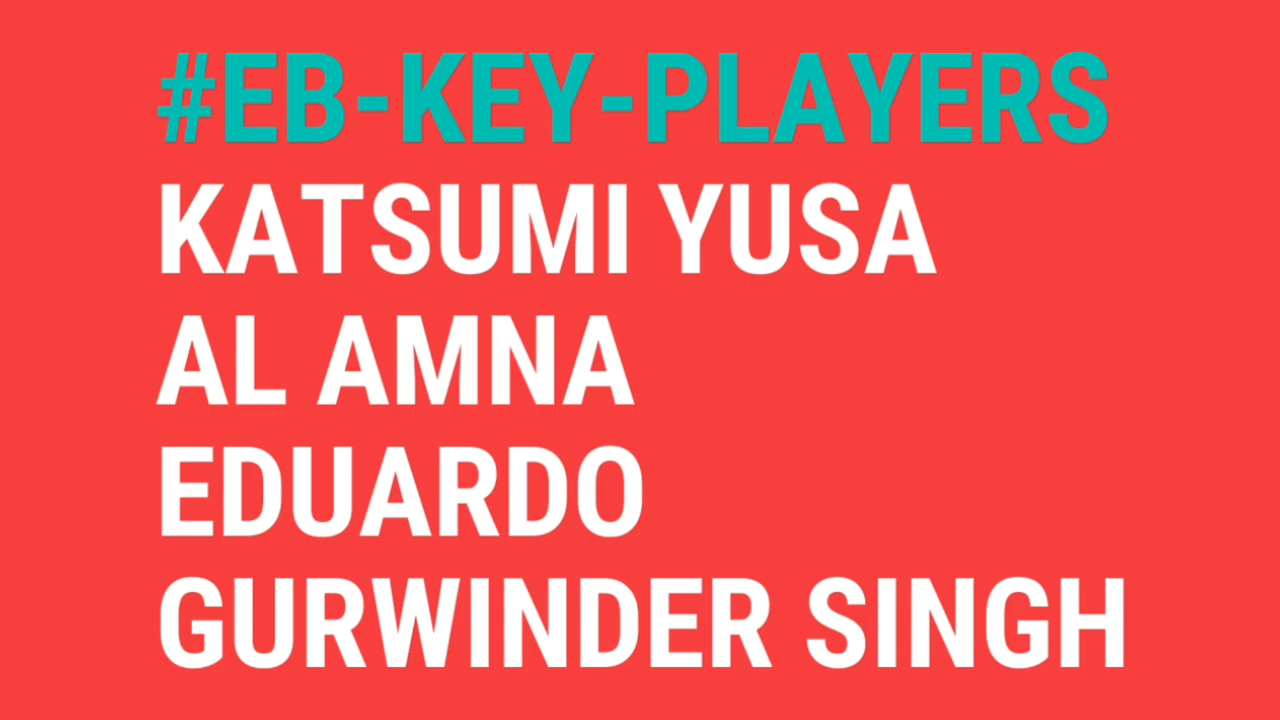 #EB-KEY-PLAYERS
KATSUMI YUSA
AL AMNA
EDUARDO
GURWINDER SINGH